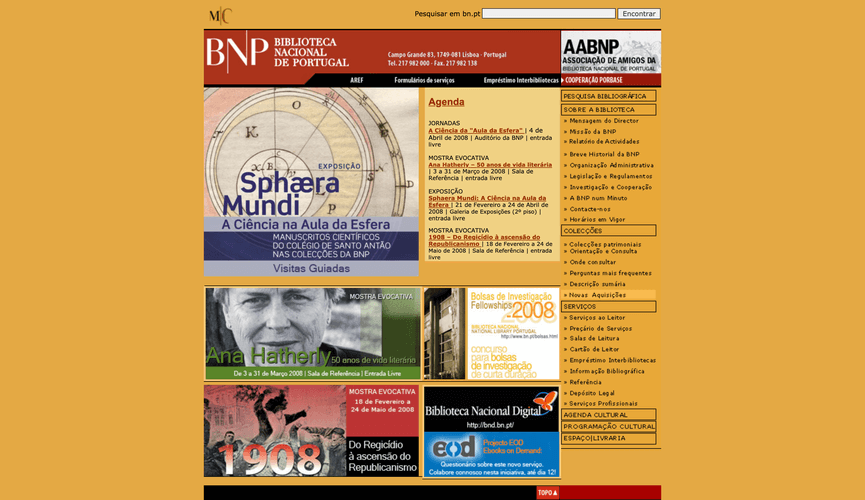 MC
Pesquisar em bn.pt
Encontrar
BNP BIBLIOTECA
NACIONAL
DE PORTUGAL
Campo Grande 83, 1749-081 Lisboa · Portugal
Tel. 217 982 000 · Fax. 217 982 138
AABNP
ASSOCIAÇÃO DE AMIGOS DA
BIBLIOTECA NACIONAL DE PORTUGAL
AREF
Formulários de serviços
Empréstimo Interbibliotecas
COOPERAÇÃO PORBASE
EXPOSIÇÃO
Sphæra
Mundi
A Ciência na Aula da Esfera
MANUSCRITOS CIENTÍFICOS
DO COLÉGIO DE SANTO ANTÃO
NAS COLECÇÕES DA BNP
Visitas Guiadas
Agenda
JORNADAS
A Ciência da "Aula da Esfera" | 4 de
Abril de 2008 | Auditório da BNP | entrada
livre
MOSTRA EVOCATIVA
Ana Hatherly – 50 anos de vida literária
| 3 a 31 de Março de 2008 | Sala de
Referência | entrada livre
EXPOSIÇÃO
Sphaera Mundi: A Ciência na Aula da
Esfera | 21 de Fevereiro a 24 de Abril de
2008 | Galeria de Exposições (2º piso) |
entrada livre
MOSTRA EVOCATIVA
1908 – Do Regicídio à ascensão do
Republicanismo | 18 de Fevereiro a 24 de
Maio de 2008 | Sala de Referência | entrada
livre
PESQUISA BIBLIOGRÁFICA
SOBRE A BIBLIOTECA
» Mensagem do Director
» Missão da BNP
» Relatório de Actividades
» Breve Historial da BNP
» Organização Administrativa
» Legislação e Regulamentos
» Investigação e Cooperação
» A BNP num Minuto
» Contacte-nos
» Horários em Vigor
COLECÇÕES
» Colecções patrimoniais
» Orientação e Consulta
» Onde consultar
» Perguntas mais frequentes
» Descrição sumária
» Novas Aquisições
SERVIÇOS
» Serviços ao Leitor
» Preçário de Serviços
» Salas de Leitura
» Cartão de Leitor
» Empréstimo Interbibliotecas
» Informação Bibliográfica
» Referência
» Depósito Legal
» Serviços Profissionais
AGENDA CULTURAL
PROGRAMAÇÃO CULTURAL
ESPAÇO|LIVRARIA
MOSTRA EVOCATIVA
Ana Hatherly 50 anos de vida literária
De 3 a 31 de Março 2008 | Sala de Referência | Entrada Livre
Bolsas de Investigação
Fellowships
-2008
BIBLIOTECA NACIONAL
NATIONAL LIBRARY PORTUGAL
http://www.bn.pt/bolsas.html
concurso
para bolsas
de investigação
de curta duração
MOSTRA EVOCATIVA
18 de Fevereiro a
24 de Maio de 2008
1908
Do Regicídio
à ascensão do
Republicanismo
Biblioteca Nacional Digital
http://bnd.bn.pt/
eod
Projecto EOD
Ebooks on Demand:
Questionário sobre este novo serviço.
Colabore connosco nesta iniciativa, até dia 12!
TOPO